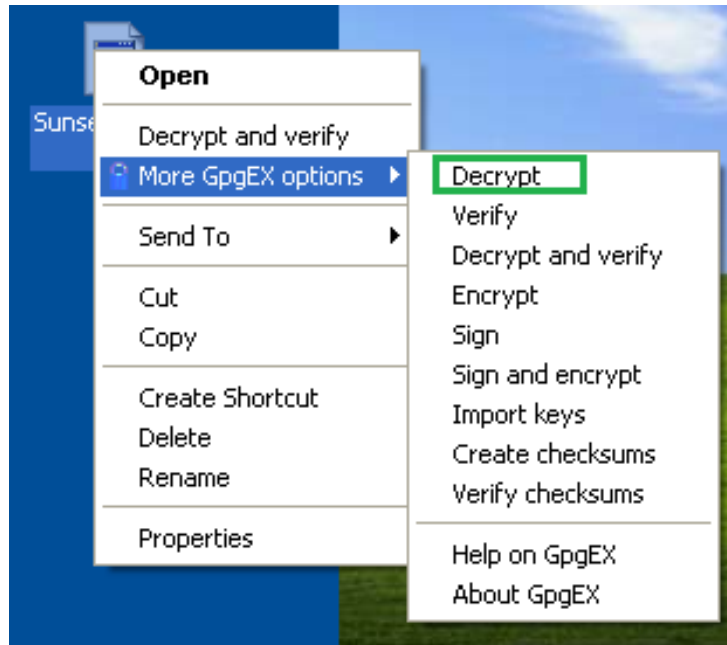 Sunse
Open
Decrypt and verify
More GpgEX options
Send To
Cut
Copy
Create Shortcut
Delete
Rename
Properties
Decrypt
Verify
Decrypt and verify
Encrypt
Sign
Sign and encrypt
Import keys
Create checksums
Verify checksums
Help on GpgEX
About GpgEX